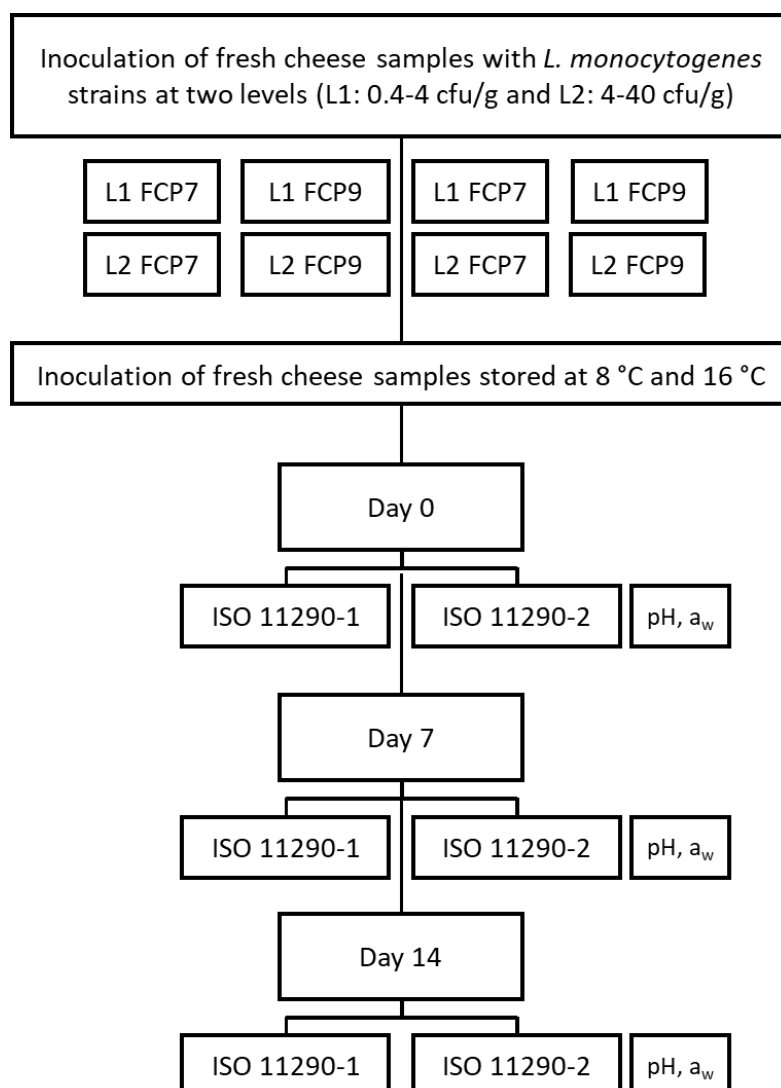 Inoculation of fresh cheese samples with L. monocytogenes
strains at two levels (L1: 0.4-4 cfu/g and L2: 4-40 cfu/g)
L1 FCP7
L1 FCP9
L1 FCP7
L1 FCP9
L2 FCP7
L2 FCP9
L2 FCP7
L2 FCP9
Inoculation of fresh cheese samples stored at 8 °C and 16 °C
Day 0
ISO 11290-1
ISO 11290-2
pH, aw
Day 7
ISO 11290-1
ISO 11290-2
pH, aw
Day 14
ISO 11290-1
ISO 11290-2
pH, aw